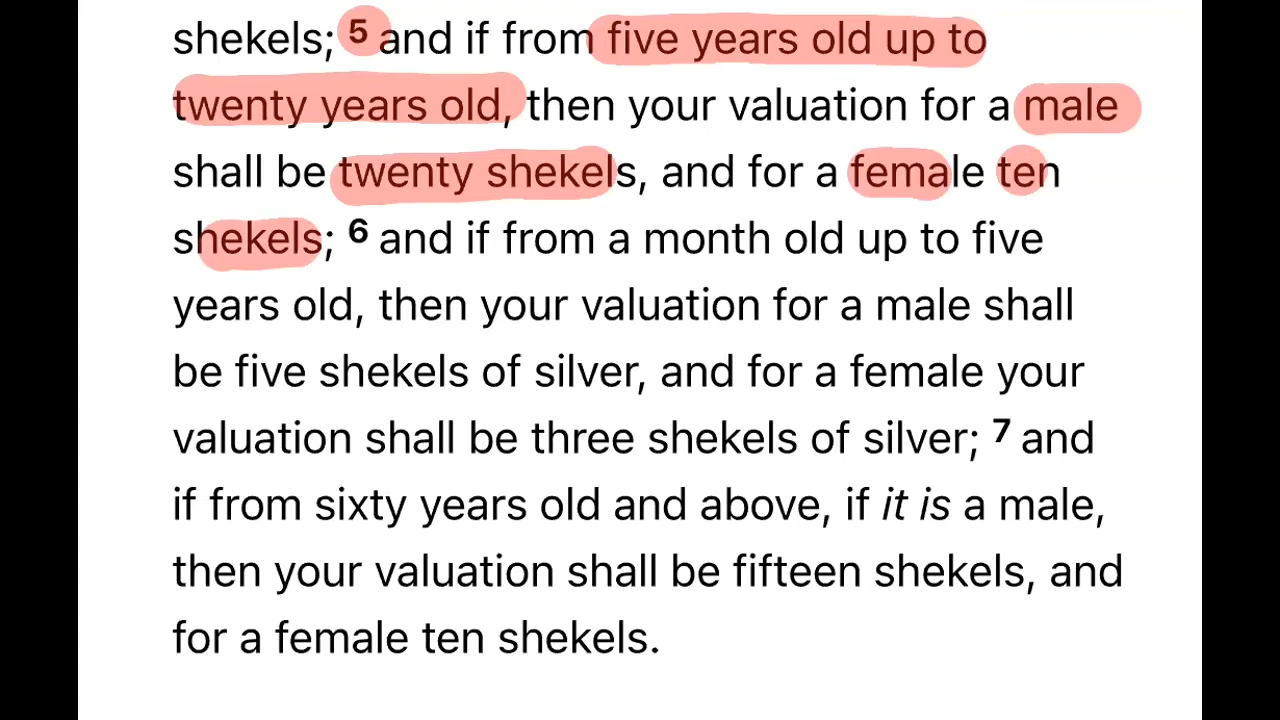 shekels; 5 and if from five years old up to
twenty years old, then your valuation for a male
shall be twenty shekels, and for a female ten
shekels; 6 and if from a month old up to five
years old, then your valuation for a male shall
be five shekels of silver, and for a female your
valuation shall be three shekels of silver; 7 and
if from sixty years old and above, if it is a male,
then your valuation shall be fifteen shekels, and
for a female ten shekels.